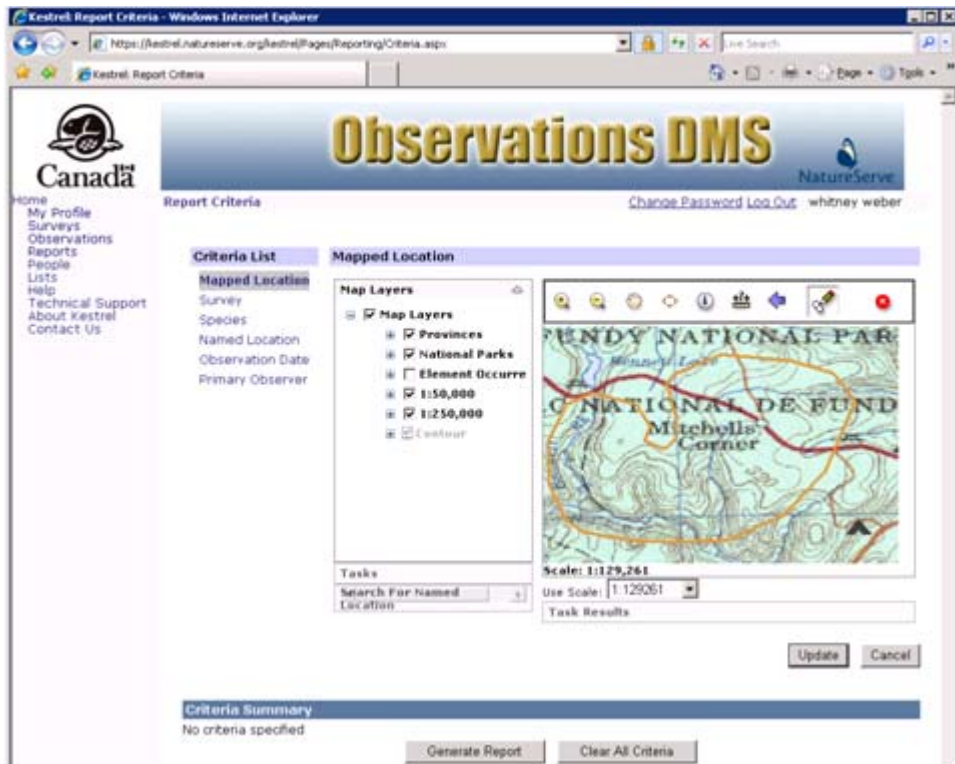 Kestrel: Report Criteria - Windows Internet Explorer
https://kestrel.natureserve.org/kestrel/Pages/Reporting/Criteria.aspx
Live Search
Kestrel: Report Criteria
Page
Tools
Canada
Observations DMS
NatureServe
Home
My Profile
Surveys
Observations
Reports
People
Lists
Help
Technical Support
About Kestrel
Contact Us
Report Criteria
Change Password Log Out whitney weber
Criteria List
Mapped Location
Survey
Species
Named Location
Observation Date
Primary Observer
Mapped Location
Map Layers
Map Layers
Provinces
National Parks
Element Occurre
1:50,000
1:250,000
Contour
Tasks
Search For Named
Location
FUNDY NATIONAL PAR
Bennett Lake
C NATIONAL DE FUND
Mitchells
Corner
Scale: 1:129,261
Use Scale: 1:129261
Task Results
Update Cancel
Criteria Summary
No criteria specified
Generate Report Clear All Criteria